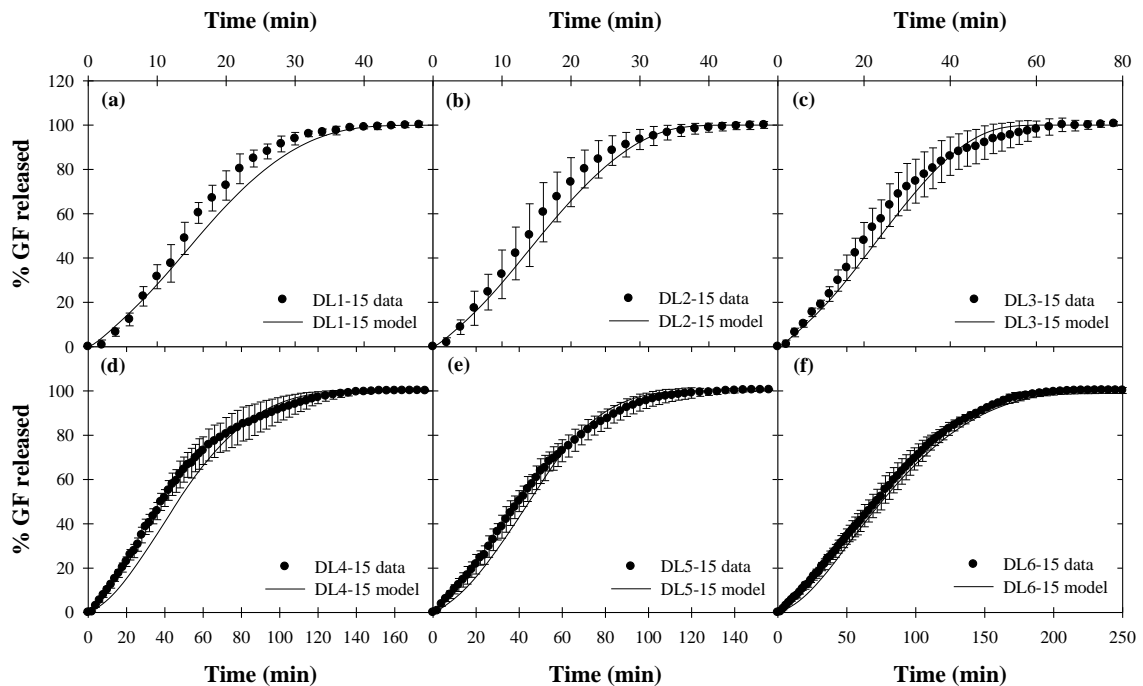 Time (min) Time (min) Time (min)
0 10 20 30 40 0 10 20 30 40 0 20 40 60 80
120
100
80
60
40
20
0
% GF released
(a)
DL1-15 data
DL1-15 model
(b)
DL2-15 data
DL2-15 model
(c)
DL3-15 data
DL3-15 model
100
80
60
40
20
0
% GF released
(d)
DL4-15 data
DL4-15 model
(e)
DL5-15 data
DL5-15 model
(f)
DL6-15 data
DL6-15 model
0 20 40 60 80 100 120 140 160 0 20 40 60 80 100 120 140 0 50 100 150 200 250
Time (min) Time (min) Time (min)